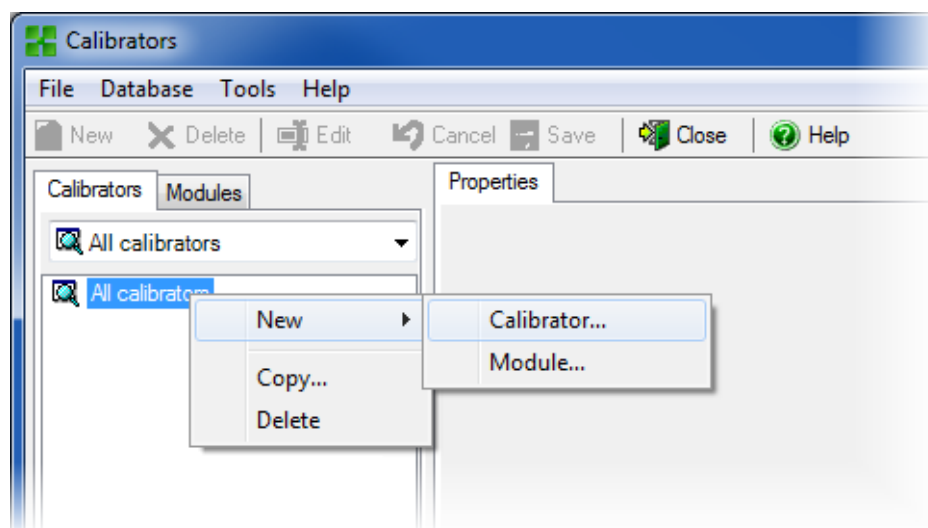 Calibrators
File Database Tools Help
New Delete Edit Cancel Save Close Help
Calibrators Modules
Properties
All calibrators
All calibrators
New
Calibrator...
Module...
Copy...
Delete